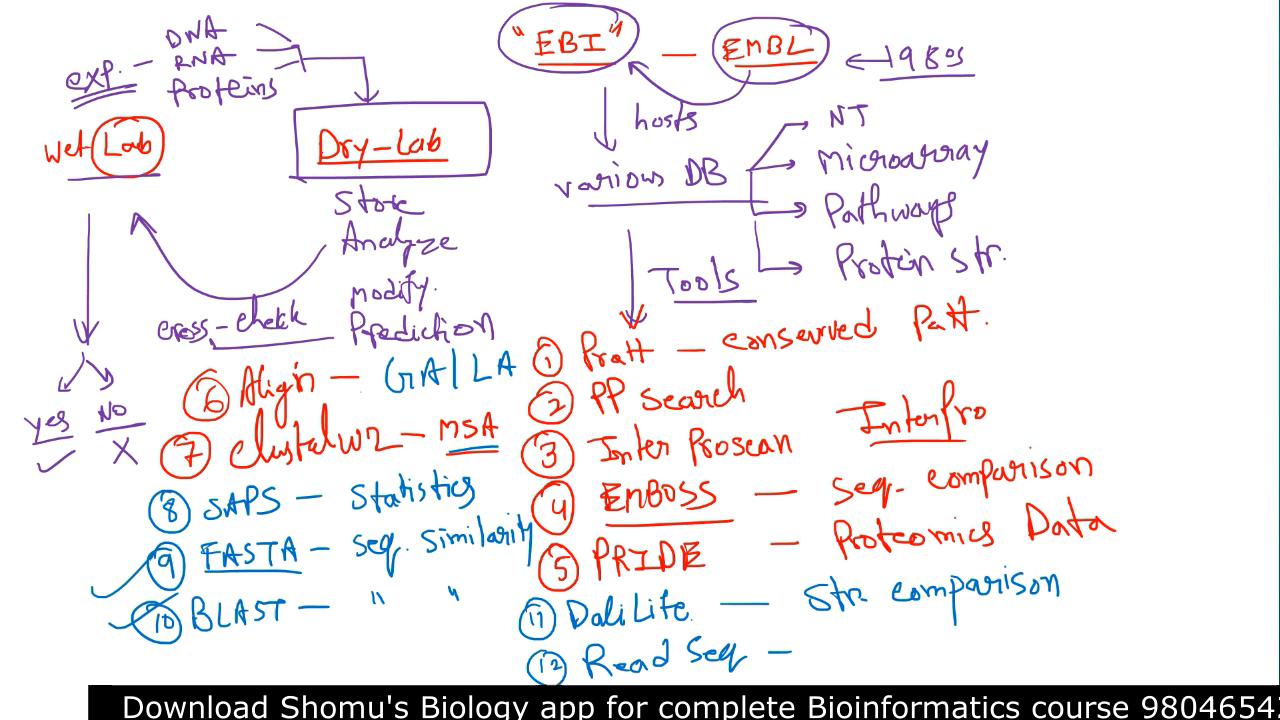 exp. - DNA
RNA
Proteins
wet Lab
Dry-Lab
Store
Analyze
modify.
Prediction
cross-check
yes
No
X
"EBI" - EMBL ← 1980s
hosts
various DB
NT
Microarray
Pathways
Protein str.
Tools
① Pratt - conserved Patt.
② PP search
③ Inter Proscan
InterPro
④ EMBOSS - seq. comparison
⑤ PRIDE - Proteomics Data
⑥ Align - GA/LA
⑦ ClustalW2 - MSA
⑧ SAPS - Statistics
⑨ FASTA - seq. similarity
⑩ BLAST - " "
⑪ DaliLite. - Str. comparison
⑫ Read Seq -
Download Shomu's Biology app for complete Bioinformatics course 9804654